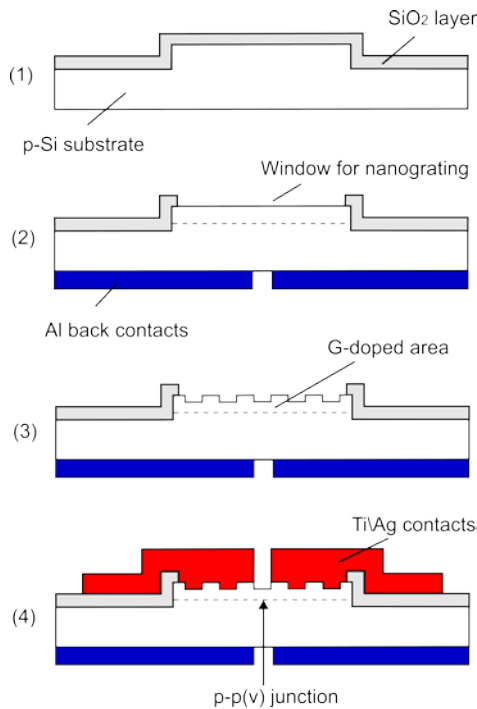 SiO2 layer
(1)
p-Si substrate
Window for nanograting
(2)
Al back contacts
G-doped area
(3)
Ti\Ag contacts
(4)
p-p(v) junction